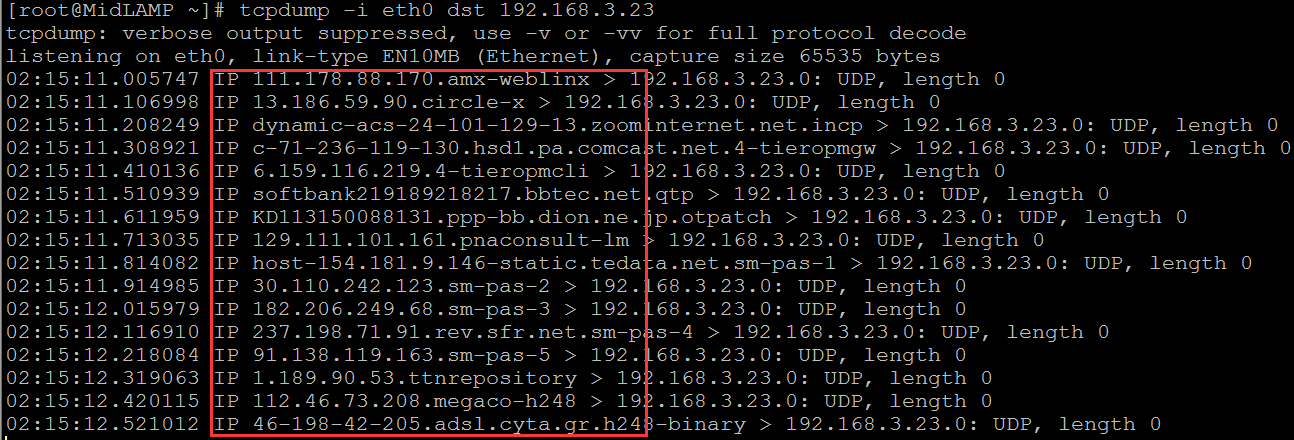 [root@MidLAMP ~]# tcpdump -i eth0 dst 192.168.3.23
tcpdump: verbose output suppressed, use -v or -vv for full protocol decode
listening on eth0, link-type EN10MB (Ethernet), capture size 65535 bytes
02:15:11.005747 IP 111.178.88.170.amx-weblinx > 192.168.3.23.0: UDP, length 0
02:15:11.106998 IP 13.186.59.90.circle-x > 192.168.3.23.0: UDP, length 0
02:15:11.208249 IP dynamic-acs-24-101-129-13.zoominternet.net.incp > 192.168.3.23.0: UDP, length 0
02:15:11.308921 IP c-71-236-119-130.hsd1.pa.comcast.net.4-tieropmgw > 192.168.3.23.0: UDP, length 0
02:15:11.410136 IP 6.159.116.219.4-tieropmcli > 192.168.3.23.0: UDP, length 0
02:15:11.510939 IP softbank219189218217.bbtec.net.qtp > 192.168.3.23.0: UDP, length 0
02:15:11.611959 IP KD113150088131.ppp-bb.dion.ne.jp.otpatch > 192.168.3.23.0: UDP, length 0
02:15:11.713035 IP 129.111.101.161.pnaconsult-lm > 192.168.3.23.0: UDP, length 0
02:15:11.814082 IP host-154.181.9.146-static.tedata.net.sm-pas-1 > 192.168.3.23.0: UDP, length 0
02:15:11.914985 IP 30.110.242.123.sm-pas-2 > 192.168.3.23.0: UDP, length 0
02:15:12.015979 IP 182.206.249.68.sm-pas-3 > 192.168.3.23.0: UDP, length 0
02:15:12.116910 IP 237.198.71.91.rev.sfr.net.sm-pas-4 > 192.168.3.23.0: UDP, length 0
02:15:12.218084 IP 91.138.119.163.sm-pas-5 > 192.168.3.23.0: UDP, length 0
02:15:12.319063 IP 1.189.90.53.ttnrepository > 192.168.3.23.0: UDP, length 0
02:15:12.420115 IP 112.46.73.208.megaco-h248 > 192.168.3.23.0: UDP, length 0
02:15:12.521012 IP 46-198-42-205.adsl.cyta.gr.h248-binary > 192.168.3.23.0: UDP, length 0